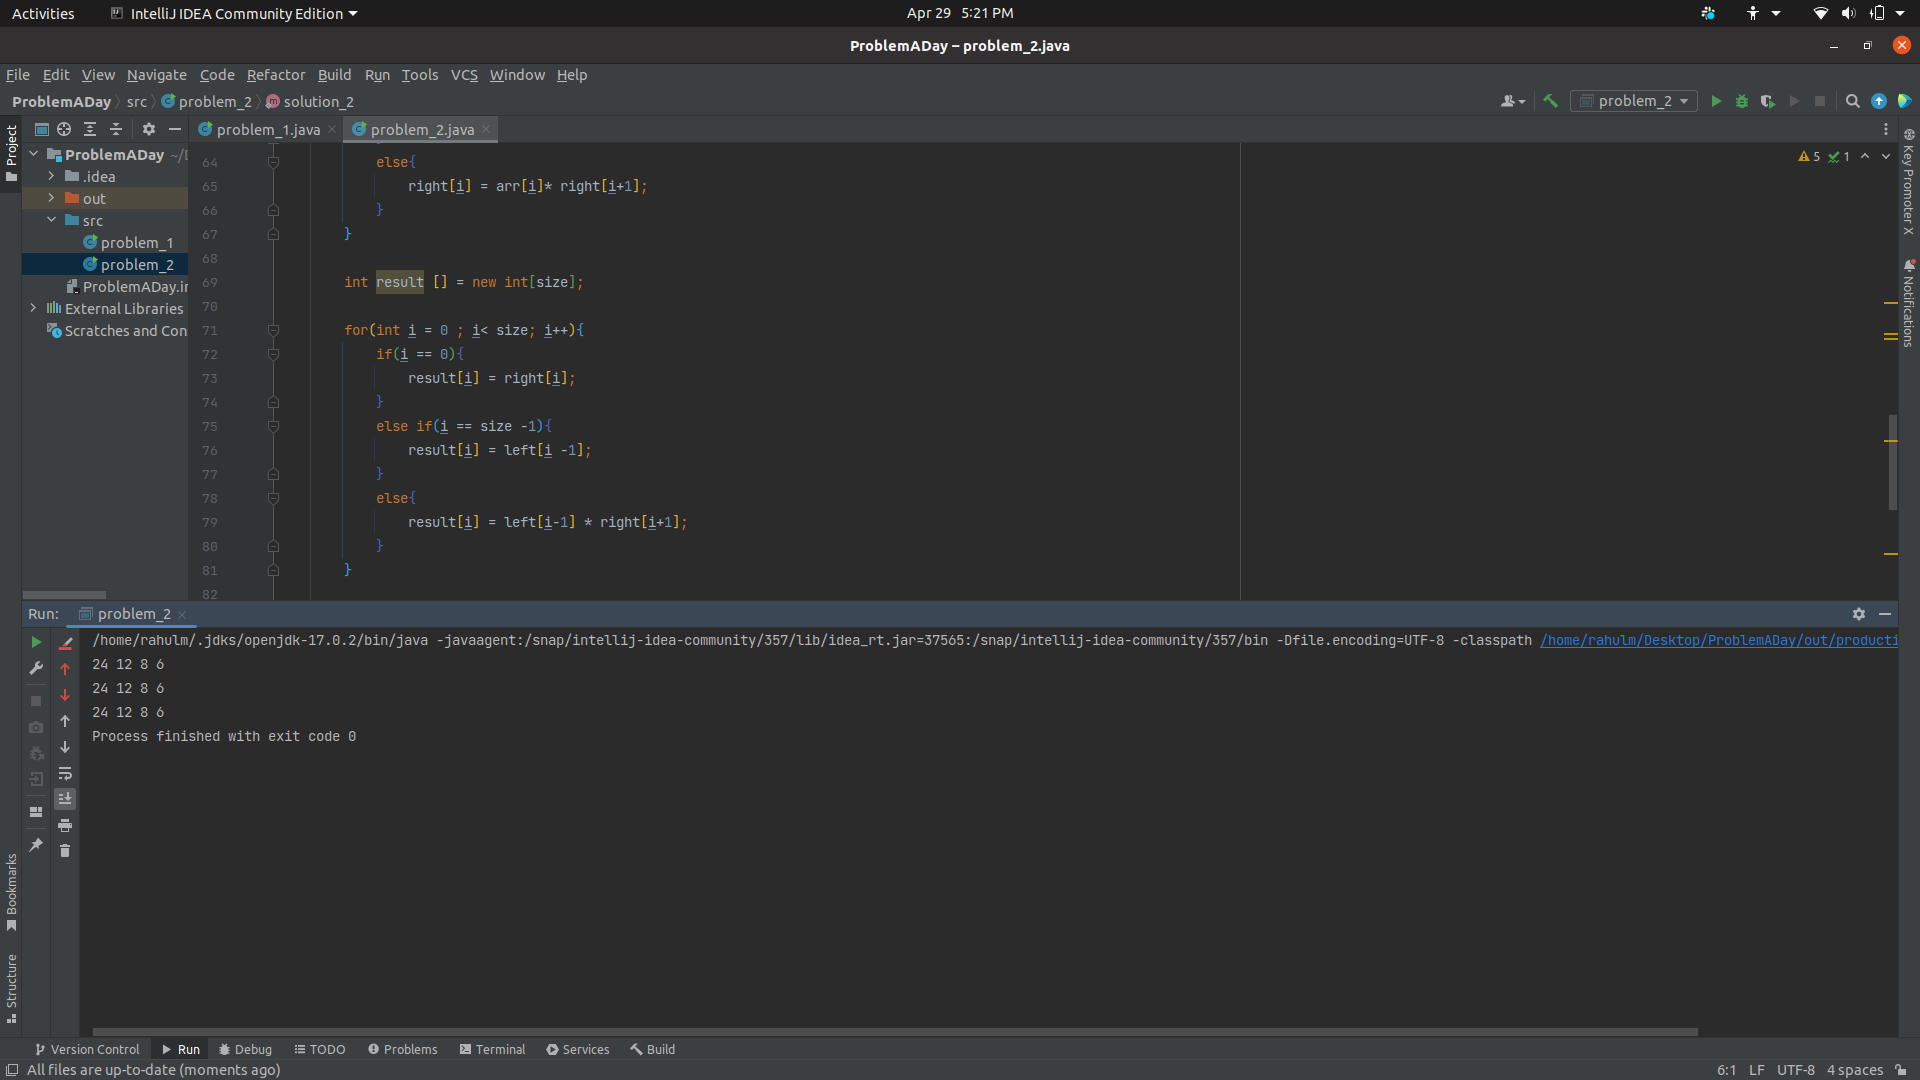 Activities IntelliJ IDEA Community Edition Apr 29 5:21 PM
ProblemADay – problem_2.java
File Edit View Navigate Code Refactor Build Run Tools VCS Window Help
ProblemADay src problem_2 solution_2 problem_2
Project
problem_1.java problem_2.java
ProblemADay
.idea
out
src
problem_1
problem_2
External Libraries
Scratches and
5 1
64 else{
65 right[i] = arr[i]* right[i+1];
66 }
67 }
68
69 int result [] = new int[size];
70
71 for(int i = 0 ; i< size; i++){
72 if(i == 0){
73 result[i] = right[i];
74 }
75 else if(i == size -1){
76 result[i] = left[i -1];
77 }
78 else{
79 result[i] = left[i-1] * right[i+1];
80 }
81 }
82
Key Promoter X
Notifications
Run: problem_2
/home/rahulm/.jdks/openjdk-17.0.2/bin/java -javaagent:/snap/intellij-idea-community/357/lib/idea_rt.jar=37565:/snap/intellij-idea-community/357/bin -Dfile.encoding=UTF-8 -classpath /home/rahulm/Desktop/ProblemADay/out/producti
24 12 8 6
24 12 8 6
24 12 8 6
Process finished with exit code 0
Bookmarks
Structure
Version Control Run Debug TODO Problems Terminal Services Build
All files are up-to-date (moments ago) 6:1 LF UTF-8 4 spaces